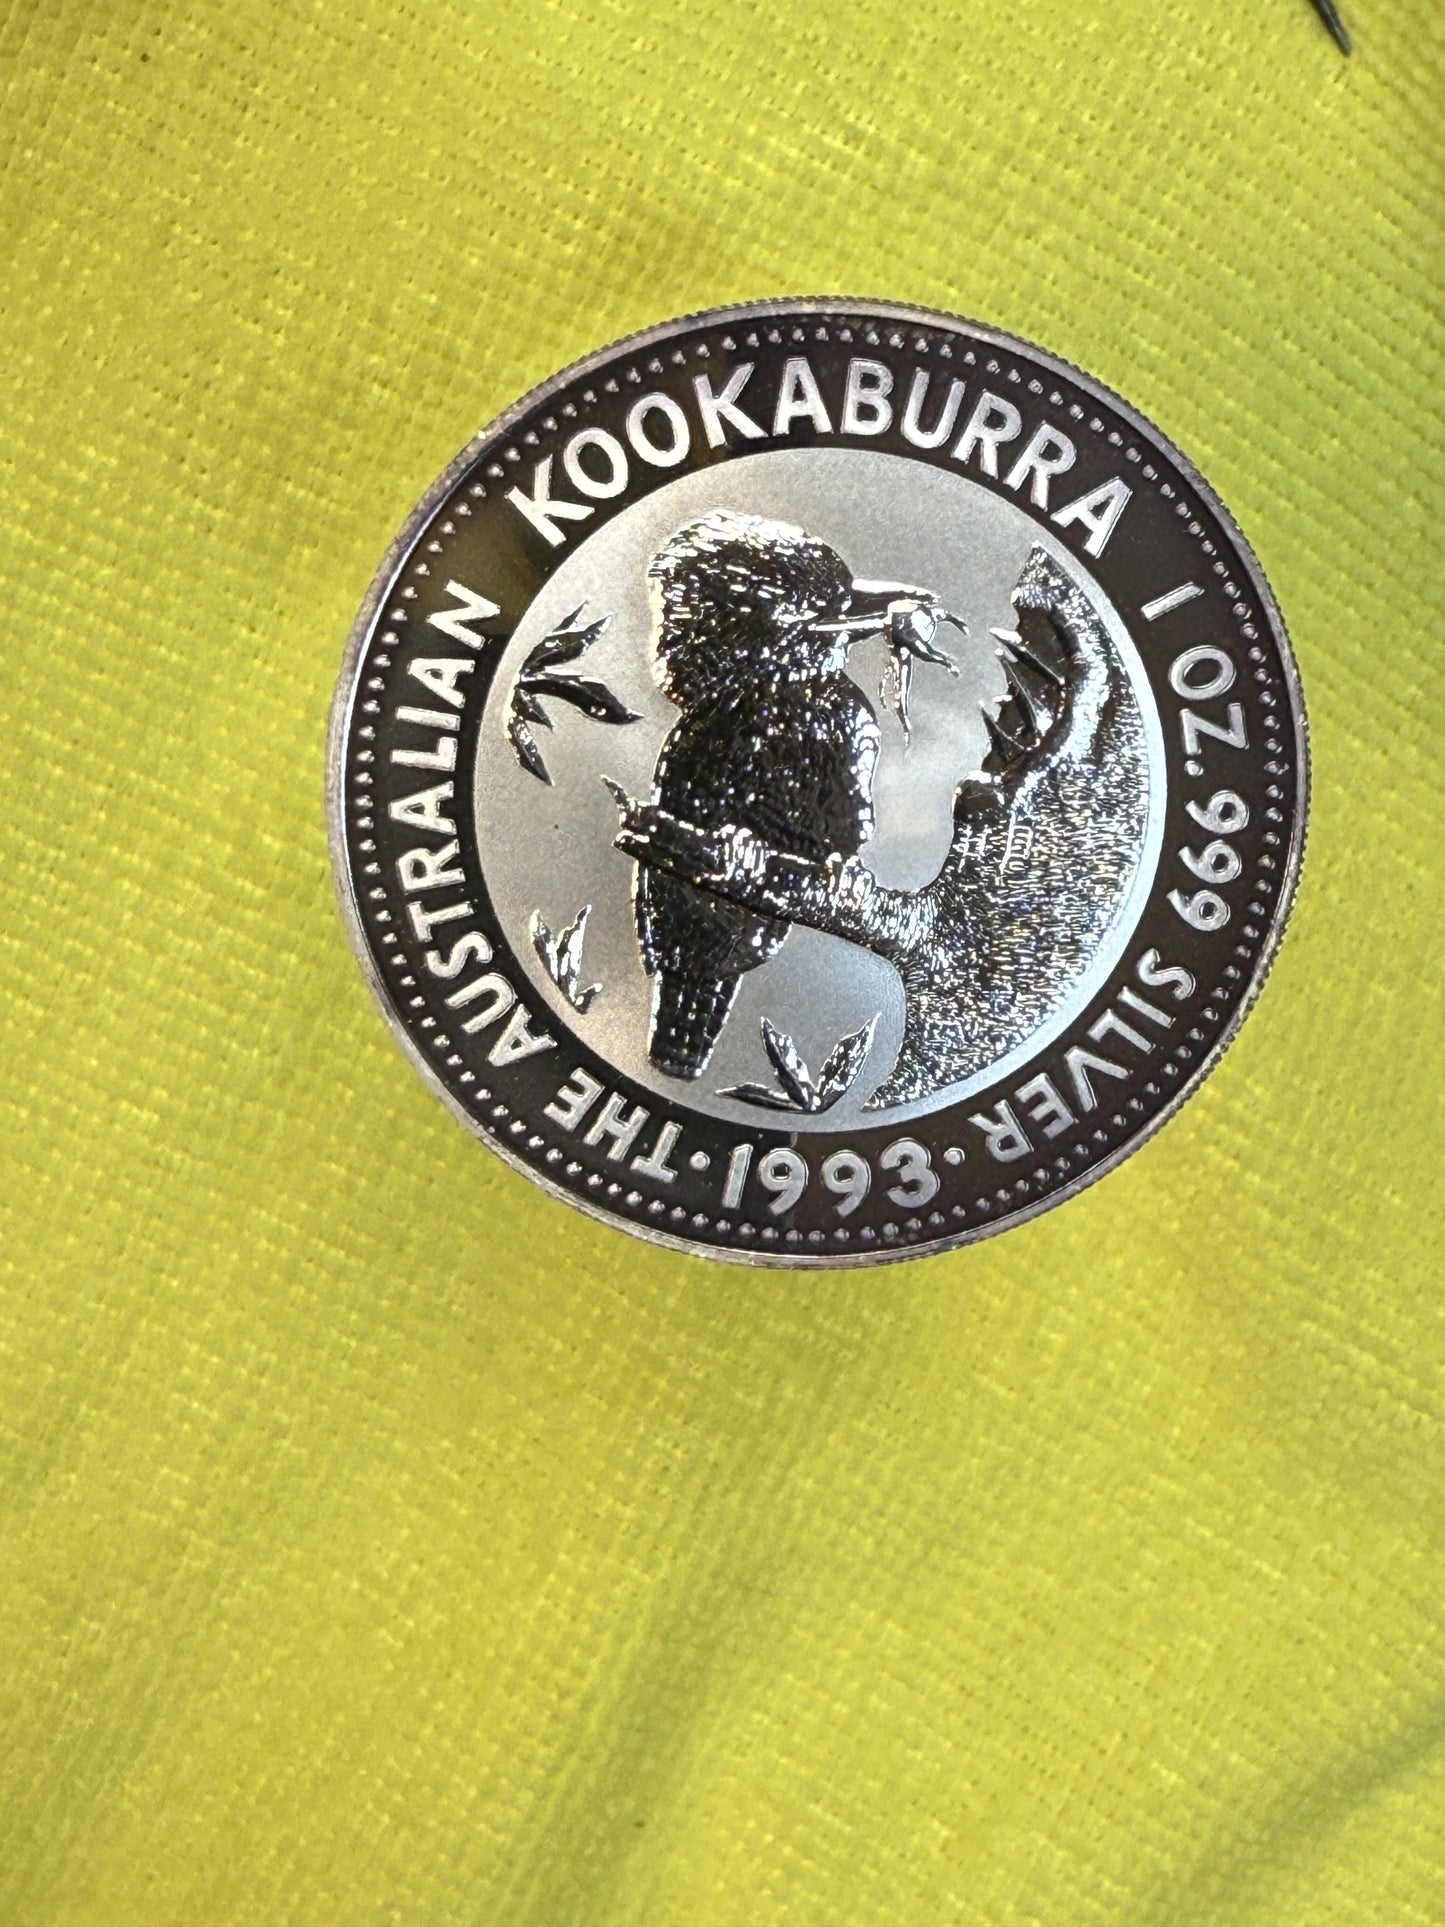 THE AUSTRALIAN KOOKABURRA 1 OZ. 999 SILVER
· 1993 ·